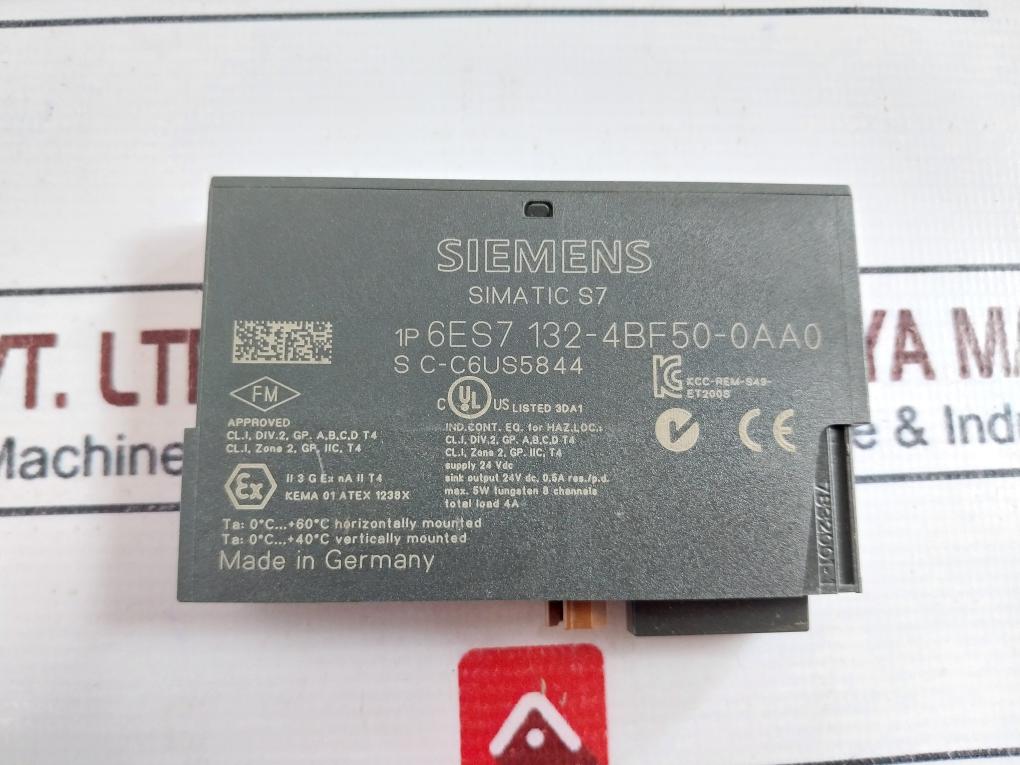 SIEMENS
SIMATIC S7
1P 6ES7 132-4BF50-0AA0
S C-C6US5844
FM
APPROVED
CL.I, DIV.2, GP. A,B,C,D T4
CL.I, Zone 2, GP. IIC, T4
Ex
II 3 G Ex nA II T4
KEMA 01 ATEX 1238X
C UL US LISTED 3DA1
IND.CONT. EQ. for HAZ.LOC.:
CL.I, DIV.2, GP. A,B,C,D T4
CL.I, Zone 2, GP. IIC, T4
supply 24 Vdc
sink output 24V dc, 0.5A res./p.d.
max. 5W tungsten 8 channels
total load 4A
KCC-REM-S49-
ET200S
CE
Ta: 0°C...+60°C horizontally mounted
Ta: 0°C...+40°C vertically mounted
Made in Germany
VT. LT
YA MA
Machine
e & Ind